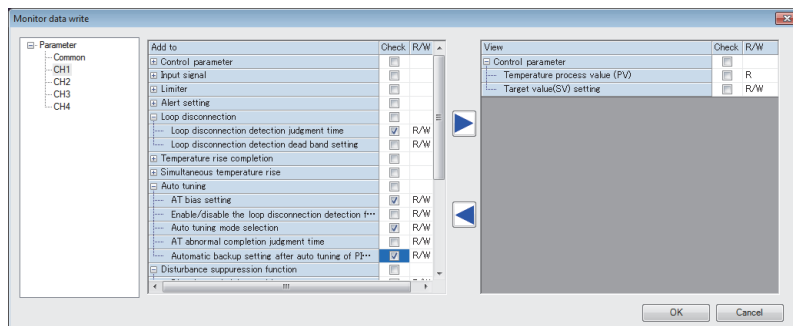 Monitor data write
Parameter
Common
CH1
CH2
CH3
CH4
Add to Check R/W
Control parameter
Input signal
Limiter
Alert setting
Loop disconnection
Loop disconnection detection judgment time R/W
Loop disconnection detection dead band setting R/W
Temperature rise completion
Simultaneous temperature rise
Auto tuning
AT bias setting R/W
Enable/disable the loop disconnection detection f··· R/W
Auto tuning mode selection R/W
AT abnormal completion judgment time R/W
Automatic backup setting after auto tuning of PI··· R/W
Disturbance suppuression function
View Check R/W
Control parameter
Temperature process value (PV) R
Target value(SV) setting R/W
OK Cancel